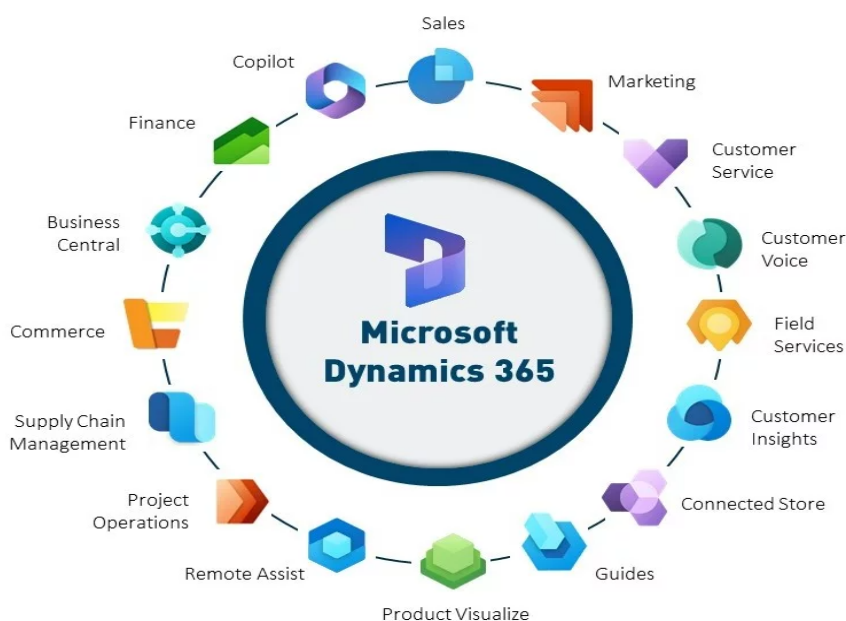 Sales
Copilot
Marketing
Finance
Customer
Service
Business
Central
Customer
Voice
Commerce
Microsoft
Dynamics 365
Field
Services
Supply Chain
Management
Customer
Insights
Project
Operations
Connected Store
Remote Assist
Guides
Product Visualize